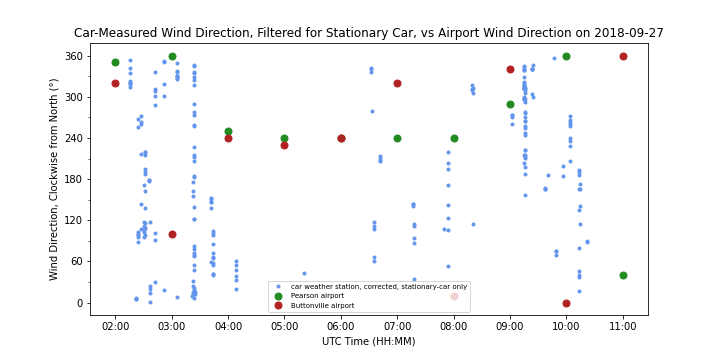 Car-Measured Wind Direction, Filtered for Stationary Car, vs Airport Wind Direction on 2018-09-27
Wind Direction, Clockwise from North (°)
360
300
240
180
120
60
0
car weather station, corrected, stationary-car only
Pearson airport
Buttonville airport
02:00 03:00 04:00 05:00 06:00 07:00 08:00 09:00 10:00 11:00
UTC Time (HH:MM)